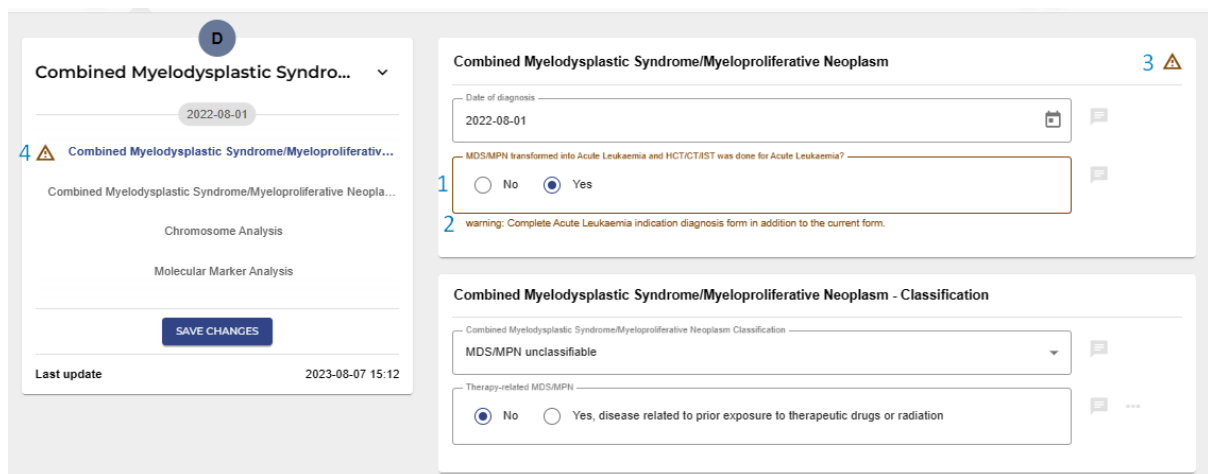 D
Combined Myelodysplastic Syndro...
2022-08-01
4 Combined Myelodysplastic Syndrome/Myeloproliferativ...
Combined Myelodysplastic Syndrome/Myeloproliferative Neopla...
Chromosome Analysis
Molecular Marker Analysis
SAVE CHANGES
Last update 2023-08-07 15:12
Combined Myelodysplastic Syndrome/Myeloproliferative Neoplasm 3
Date of diagnosis
2022-08-01
MDS/MPN transformed into Acute Leukaemia and HCT/CT/IST was done for Acute Leukaemia?
1 No Yes
2 warning: Complete Acute Leukaemia indication diagnosis form in addition to the current form.
Combined Myelodysplastic Syndrome/Myeloproliferative Neoplasm - Classification
Combined Myelodysplastic Syndrome/Myeloproliferative Neoplasm Classification
MDS/MPN unclassifiable
Therapy-related MDS/MPN
No Yes, disease related to prior exposure to therapeutic drugs or radiation